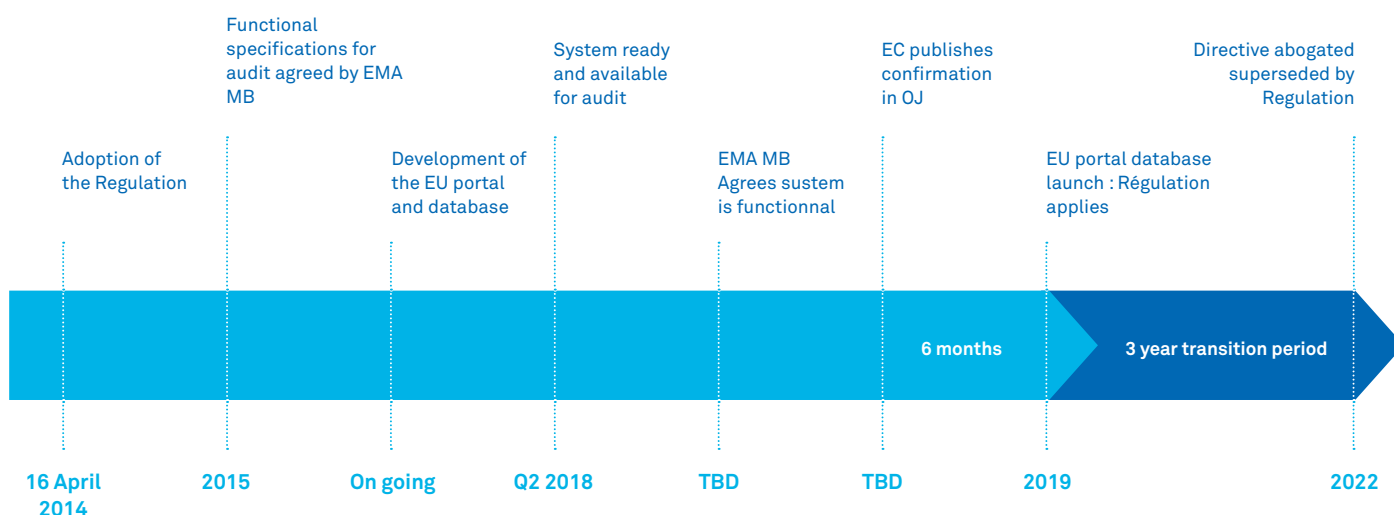 Functional
specifications for
audit agreed by EMA
MB
System ready
and available
for audit
EC publishes
confirmation
in OJ
Directive abogated
superseded by
Regulation
Adoption of
the Regulation
Development of
the EU portal
and database
EMA MB
Agrees sustem
is functionnal
EU portal database
launch : Régulation
applies
6 months
3 year transition period
16 April
2014
2015
On going
Q2 2018
TBD
TBD
2019
2022